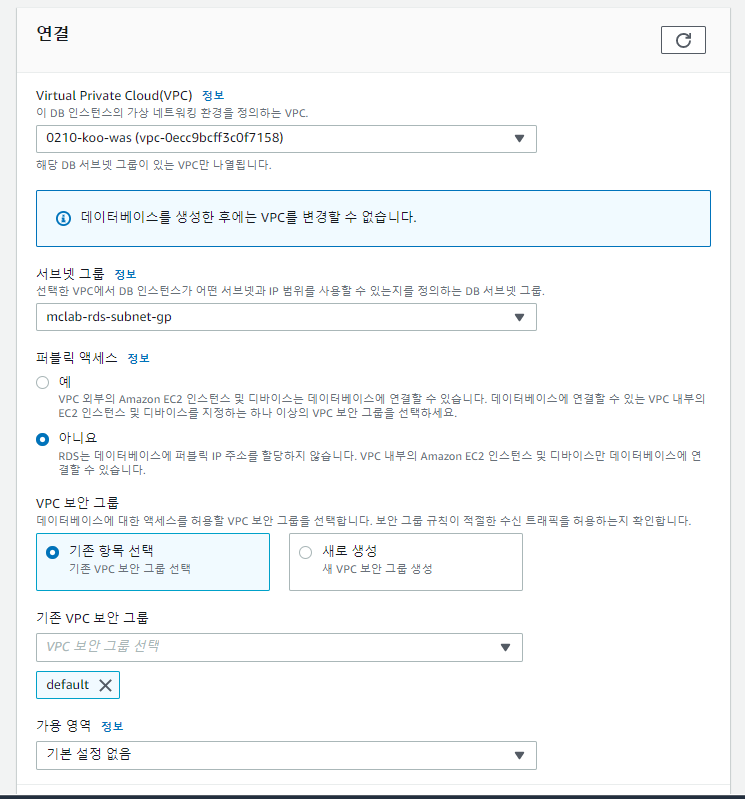 연결
Virtual Private Cloud(VPC) 정보
이 DB 인스턴스의 가상 네트워킹 환경을 정의하는 VPC.
0210-koo-was (vpc-0ecc9bcff3c0f7158)
해당 DB 서브넷 그룹이 있는 VPC만 나열됩니다.
데이터베이스를 생성한 후에는 VPC를 변경할 수 없습니다.
서브넷 그룹 정보
선택한 VPC에서 DB 인스턴스가 어떤 서브넷과 IP 범위를 사용할 수 있는지를 정의하는 DB 서브넷 그룹.
mclab-rds-subnet-gp
퍼블릭 액세스 정보
예
VPC 외부의 Amazon EC2 인스턴스 및 디바이스는 데이터베이스에 연결할 수 있습니다. 데이터베이스에 연결할 수 있는 VPC 내부의
EC2 인스턴스 및 디바이스를 지정하는 하나 이상의 VPC 보안 그룹을 선택하세요.
아니요
RDS는 데이터베이스에 퍼블릭 IP 주소를 할당하지 않습니다. VPC 내부의 Amazon EC2 인스턴스 및 디바이스만 데이터베이스에 연
결할 수 있습니다.
VPC 보안 그룹
데이터베이스에 대한 액세스를 허용할 VPC 보안 그룹을 선택합니다. 보안 그룹 규칙이 적절한 수신 트래픽을 허용하는지 확인합니다.
기존 항목 선택
기존 VPC 보안 그룹 선택
새로 생성
새 VPC 보안 그룹 생성
기존 VPC 보안 그룹
VPC 보안 그룹 선택
default
가용 영역 정보
기본 설정 없음